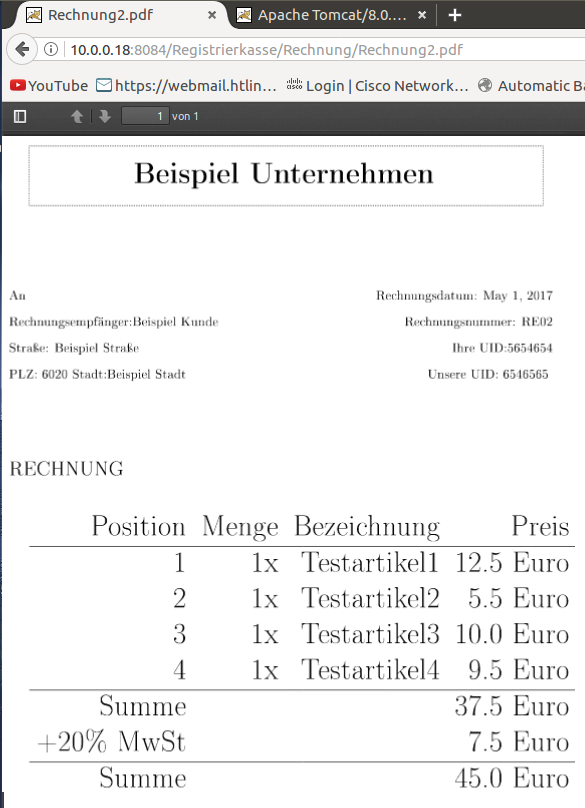 Rechnung2.pdf × Apache Tomcat/8.0.... × +
10.0.0.18:8084/Registrierkasse/Rechnung/Rechnung2.pdf
YouTube https://webmail.htlin... Login | Cisco Network... Automatic Ba
1 von 1
Beispiel Unternehmen
An Rechnungsdatum: May 1, 2017
Rechnungsempfänger:Beispiel Kunde Rechnungsnummer: RE02
Straße: Beispiel Straße Ihre UID:5654654
PLZ: 6020 Stadt:Beispiel Stadt Unsere UID: 6546565
RECHNUNG
Position Menge Bezeichnung Preis
1 1x Testartikel1 12.5 Euro
2 1x Testartikel2 5.5 Euro
3 1x Testartikel3 10.0 Euro
4 1x Testartikel4 9.5 Euro
Summe 37.5 Euro
+20% MwSt 7.5 Euro
Summe 45.0 Euro